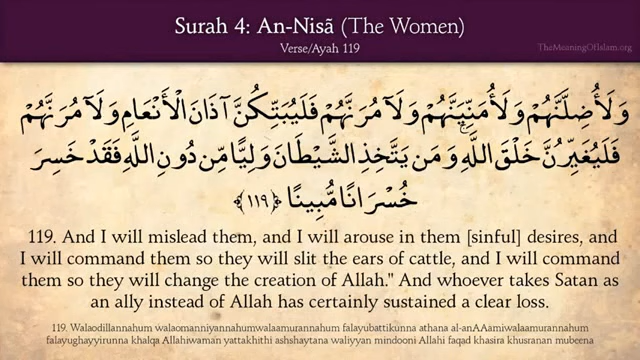 Surah 4: An-Nisã (The Women)
Verse/Ayah 119
TheMeaningOfIslam.org
وَلَأُضِلَّنَّهُمْ وَلَأُمَنِّيَنَّهُمْ وَلَآمُرَنَّهُمْ فَلَيُبَتِّكُنَّ آذَانَ الْأَنْعَامِ وَلَآمُرَنَّهُمْ
فَلَيُغَيِّرُنَّ خَلْقَ اللَّهِ ۚ وَمَن يَتَّخِذِ الشَّيْطَانَ وَلِيًّا مِّن دُونِ اللَّهِ فَقَدْ خَسِرَ
خُسْرَانًا مُّبِينًا ﴿١١٩﴾
119. And I will mislead them, and I will arouse in them [sinful] desires, and
I will command them so they will slit the ears of cattle, and I will command
them so they will change the creation of Allah." And whoever takes Satan as
an ally instead of Allah has certainly sustained a clear loss.
119. Walaodillannahum walaomanniyannahumwalaamurannahum falayubattikunna athana al-anAAamiwalaamurannahum
falayughayyirunna khalqa Allahiwaman yattakhithi ashshaytana waliyyan mindooni Allahi faqad khasira khusranan mubeena